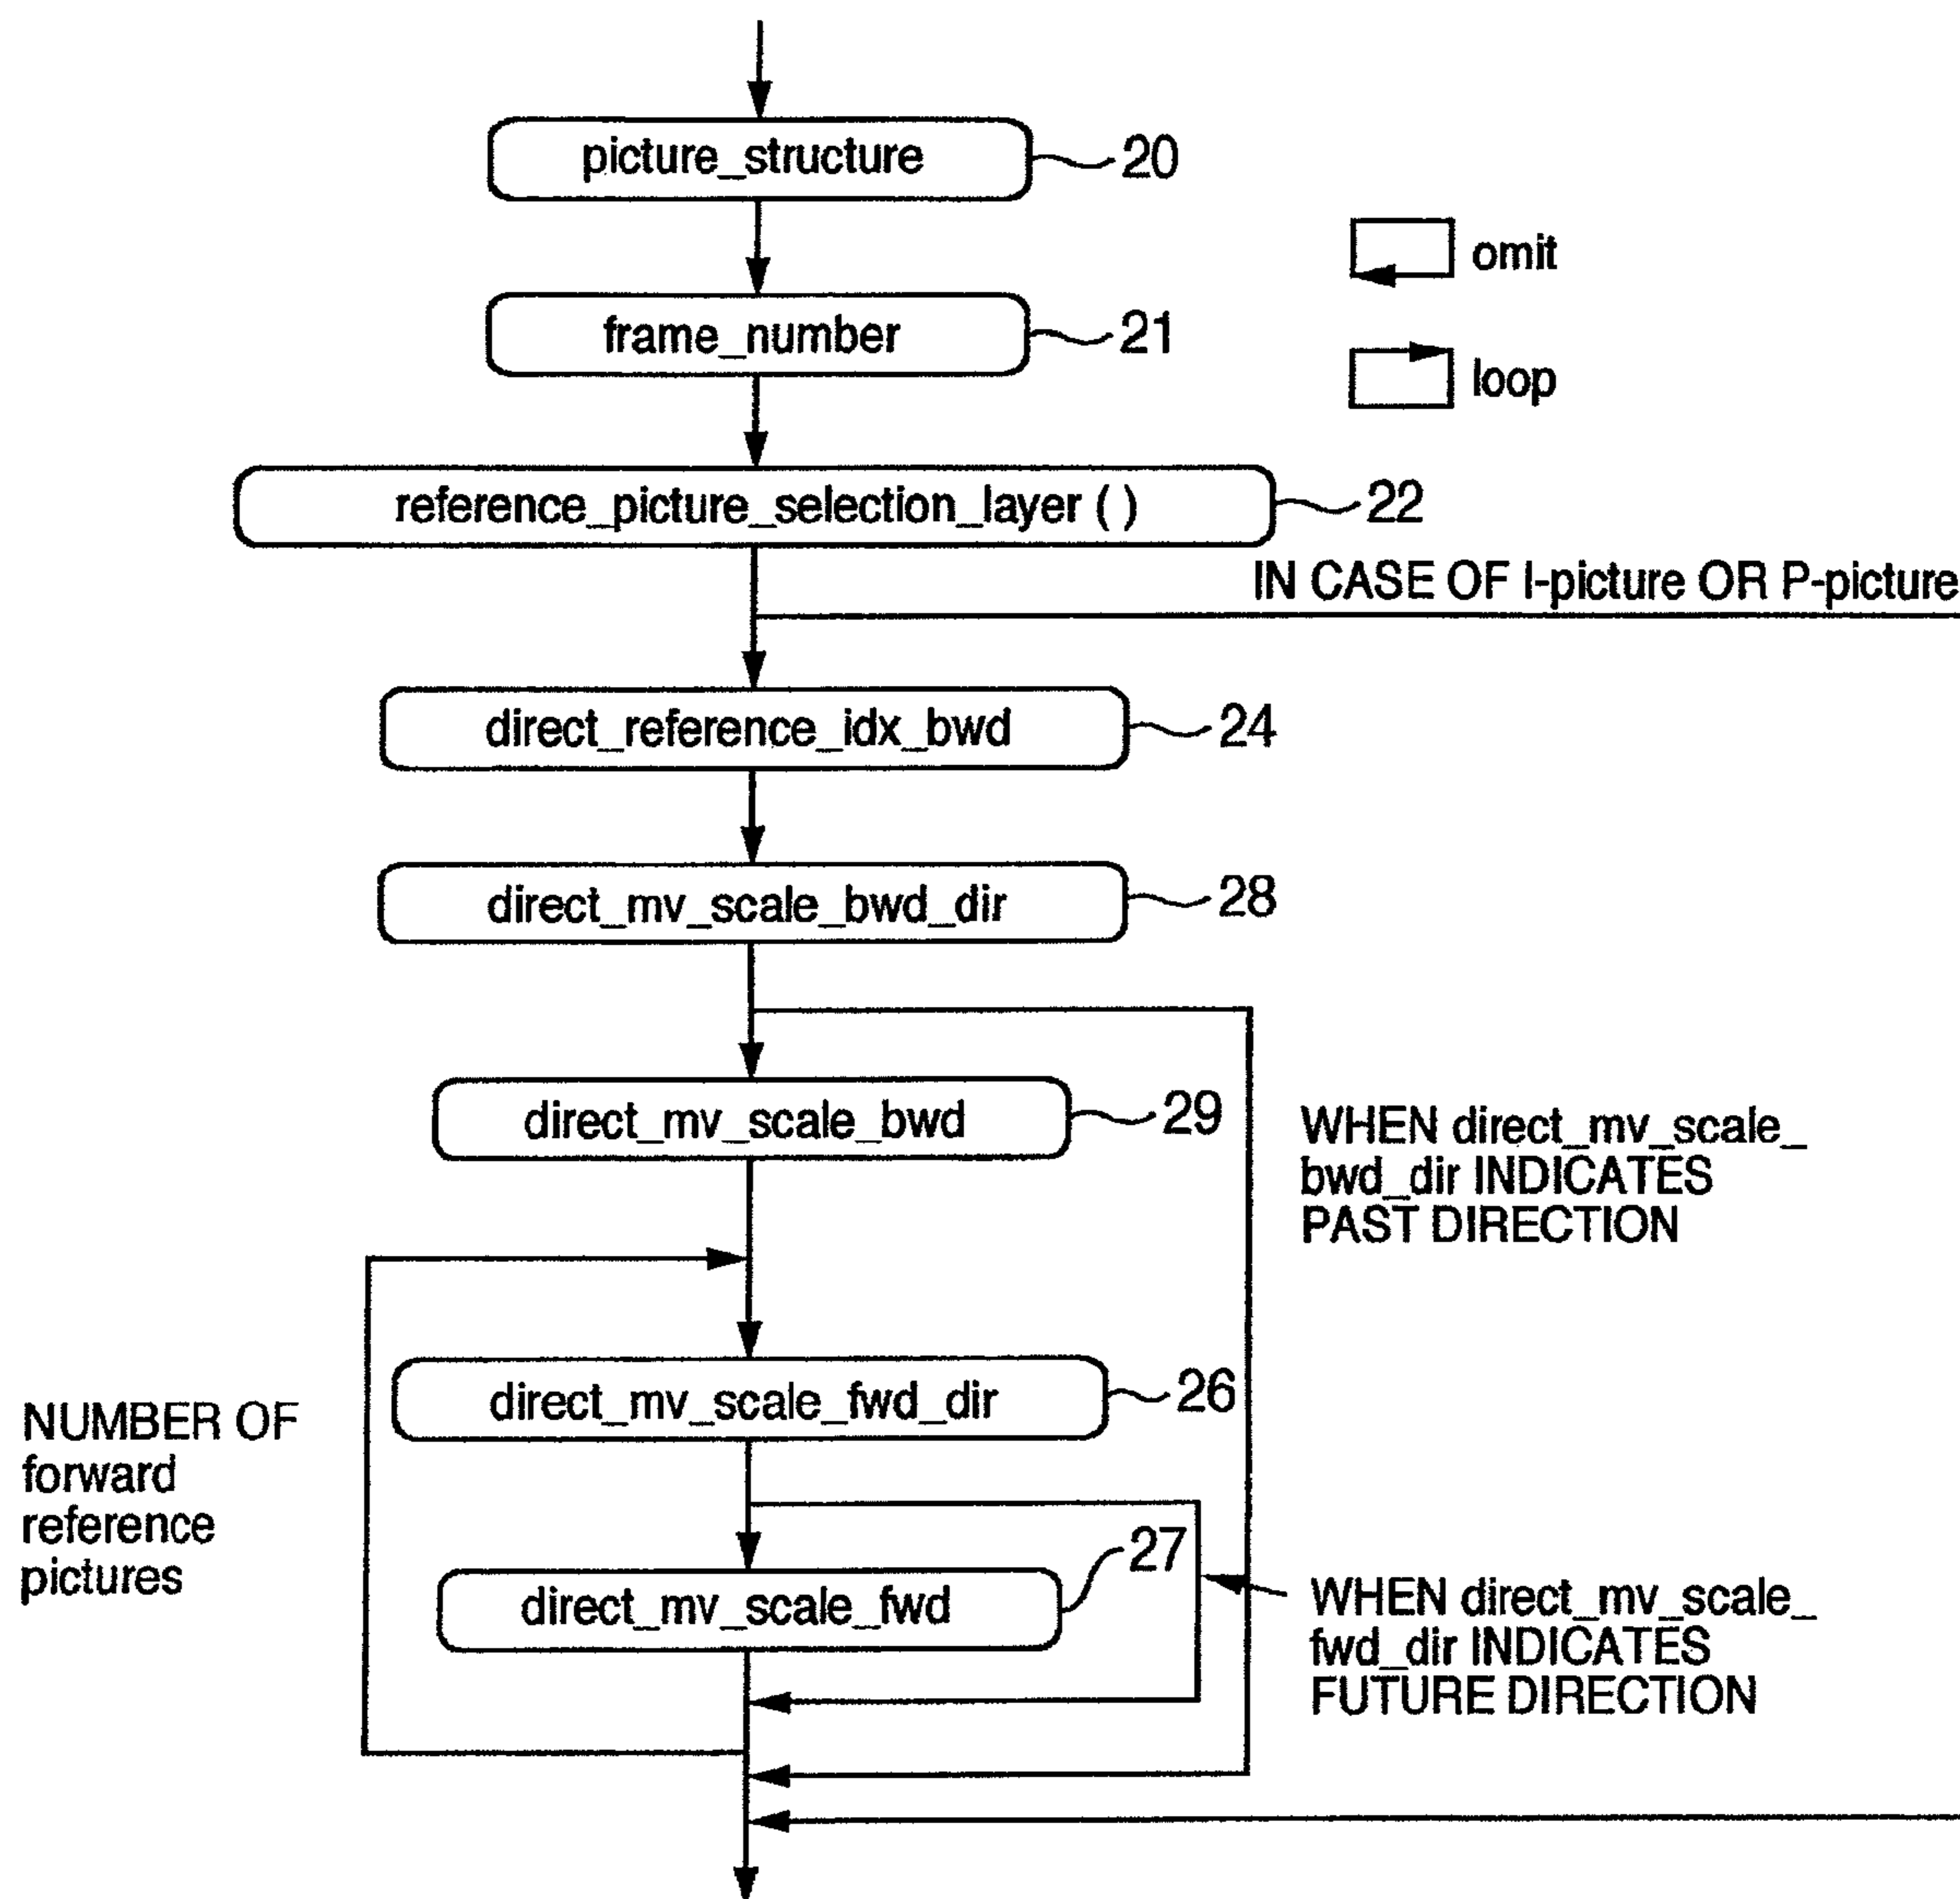 picture_structure 20
frame_number 21
omit
loop
reference_picture_selection_layer ( ) 22
IN CASE OF I-picture OR P-picture
direct_reference_idx_bwd 24
direct_mv_scale_bwd_dir 28
direct_mv_scale_bwd 29
WHEN direct_mv_scale_
bwd_dir INDICATES
PAST DIRECTION
direct_mv_scale_fwd_dir 26
NUMBER OF
forward
reference
pictures
direct_mv_scale_fwd 27
WHEN direct_mv_scale_
fwd_dir INDICATES
FUTURE DIRECTION